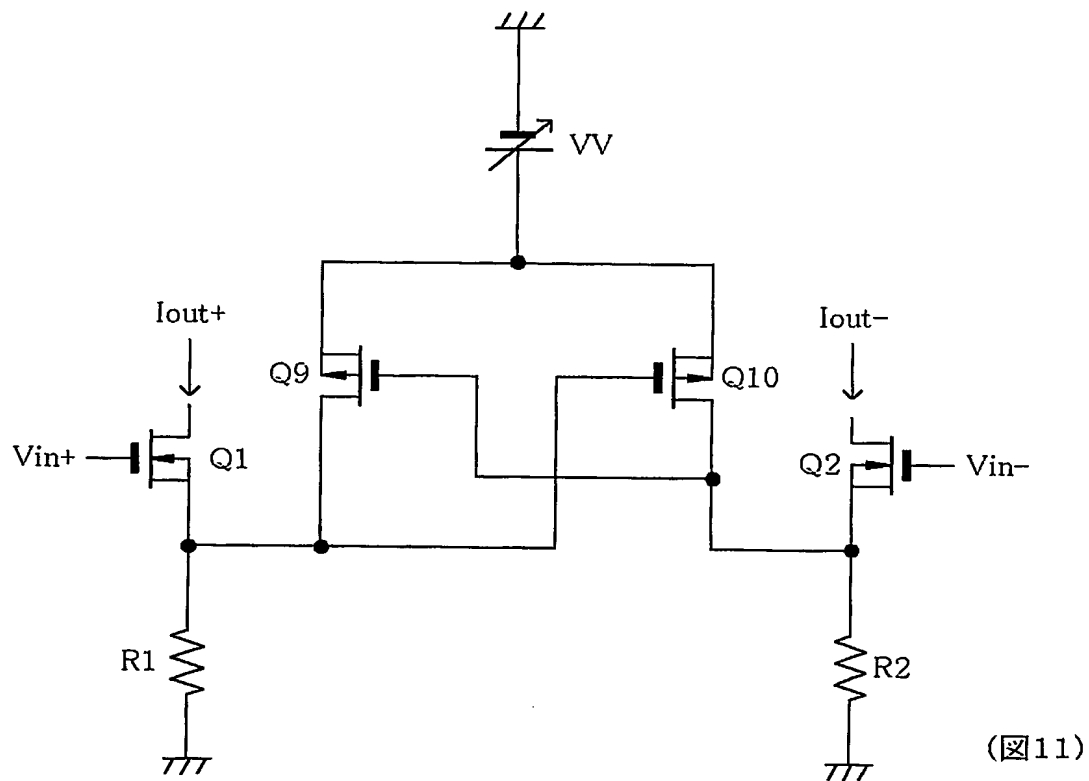 VV
Iout+
Iout−
Q9
Q10
Vin+
Q1
Q2
Vin−
R1
R2
(図11)